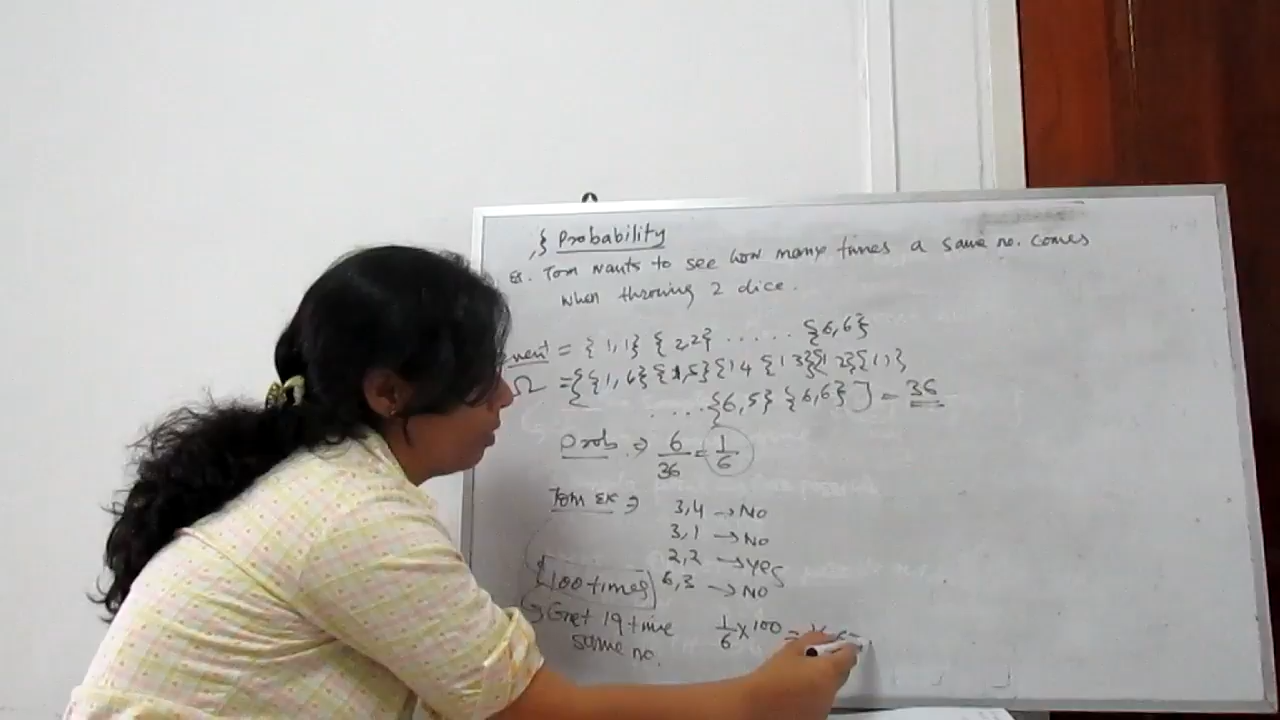 } Probability
Ex. Tom wants to see how many times a same no. comes
when throwing 2 dice.
= {1,1} {2,2} ...... {6,6}
Ω = {{1,6}{1,5}{1 4 {1 3}{1 2}{1 1}
.....{6,5} {6,6}] = 36
Prob. ⇒ 6/36 = 1/6
Tom Ex ⇒ 3,4 → No
3,1 → No
2,2 → yes
[100 times] 6,3 → No
Get 19 time 1/6 x 100 =
same no.